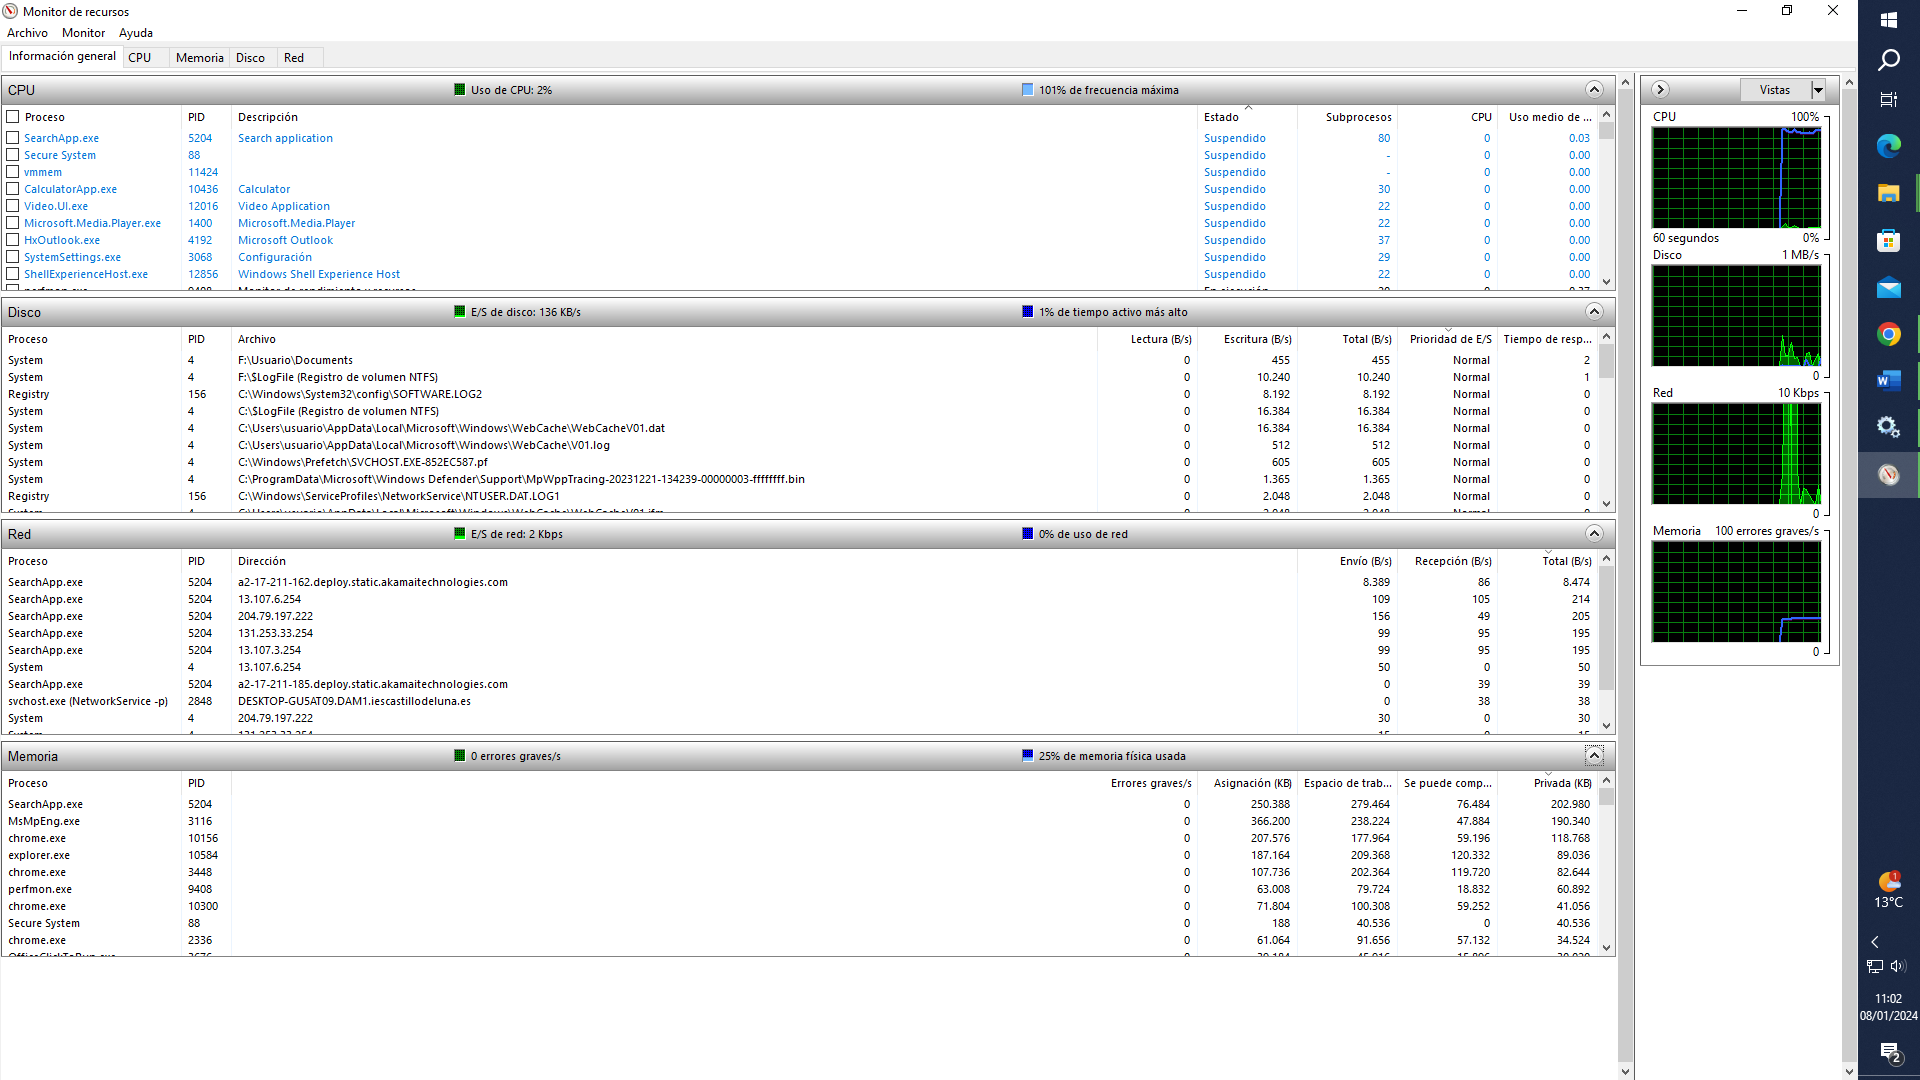 Monitor de recursos
Archivo Monitor Ayuda
Información general CPU Memoria Disco Red
CPU Uso de CPU: 2% 101% de frecuencia máxima
Proceso PID Descripción Estado Subprocesos CPU Uso medio de ...
SearchApp.exe 5204 Search application Suspendido 80 0 0.03
Secure System 88 Suspendido - 0 0.00
vmmem 11424 Suspendido - 0 0.00
CalculatorApp.exe 10436 Calculator Suspendido 30 0 0.00
Video.UI.exe 12016 Video Application Suspendido 22 0 0.00
Microsoft.Media.Player.exe 1400 Microsoft.Media.Player Suspendido 22 0 0.00
HxOutlook.exe 4192 Microsoft Outlook Suspendido 37 0 0.00
SystemSettings.exe 3068 Configuración Suspendido 29 0 0.00
ShellExperienceHost.exe 12856 Windows Shell Experience Host Suspendido 22 0 0.00
Disco E/S de disco: 136 KB/s 1% de tiempo activo más alto
Proceso PID Archivo Lectura (B/s) Escritura (B/s) Total (B/s) Prioridad de E/S Tiempo de resp...
System 4 F:\Usuario\Documents 0 455 455 Normal 2
System 4 F:\$LogFile (Registro de volumen NTFS) 0 10.240 10.240 Normal 1
Registry 156 C:\Windows\System32\config\SOFTWARE.LOG2 0 8.192 8.192 Normal 0
System 4 C:\$LogFile (Registro de volumen NTFS) 0 16.384 16.384 Normal 0
System 4 C:\Users\usuario\AppData\Local\Microsoft\Windows\WebCache\WebCacheV01.dat 0 16.384 16.384 Normal 0
System 4 C:\Users\usuario\AppData\Local\Microsoft\Windows\WebCache\V01.log 0 512 512 Normal 0
System 4 C:\Windows\Prefetch\SVCHOST.EXE-852EC587.pf 0 605 605 Normal 0
System 4 C:\ProgramData\Microsoft\Windows Defender\Support\MpWppTracing-20231221-134239-00000003-ffffffff.bin 0 1.365 1.365 Normal 0
Registry 156 C:\Windows\ServiceProfiles\NetworkService\NTUSER.DAT.LOG1 0 2.048 2.048 Normal 0
Red E/S de red: 2 Kbps 0% de uso de red
Proceso PID Dirección Envío (B/s) Recepción (B/s) Total (B/s)
SearchApp.exe 5204 a2-17-211-162.deploy.static.akamaitechnologies.com 8.389 86 8.474
SearchApp.exe 5204 13.107.6.254 109 105 214
SearchApp.exe 5204 204.79.197.222 156 49 205
SearchApp.exe 5204 131.253.33.254 99 95 195
SearchApp.exe 5204 13.107.3.254 99 95 195
System 4 13.107.6.254 50 0 50
SearchApp.exe 5204 a2-17-211-185.deploy.static.akamaitechnologies.com 0 39 39
svchost.exe (NetworkService -p) 2848 DESKTOP-GU5AT09.DAM1.iescastillodeluna.es 0 38 38
System 4 204.79.197.222 30 0 30
Memoria 0 errores graves/s 25% de memoria física usada
Proceso PID Errores graves/s Asignación (KB) Espacio de trab... Se puede comp... Privada (KB)
SearchApp.exe 5204 0 250.388 279.464 76.484 202.980
MsMpEng.exe 3116 0 366.200 238.224 47.884 190.340
chrome.exe 10156 0 207.576 177.964 59.196 118.768
explorer.exe 10584 0 187.164 209.368 120.332 89.036
chrome.exe 3448 0 107.736 202.364 119.720 82.644
perfmon.exe 9408 0 63.008 79.724 18.832 60.892
chrome.exe 10300 0 71.804 100.308 59.252 41.056
Secure System 88 0 188 40.536 0 40.536
chrome.exe 2336 0 61.064 91.656 57.132 34.524
Vistas
CPU 100%
60 segundos 0%
Disco 1 MB/s
0
Red 10 Kbps
0
Memoria 100 errores graves/s
0
1
13°C
11:02
08/01/2024
2